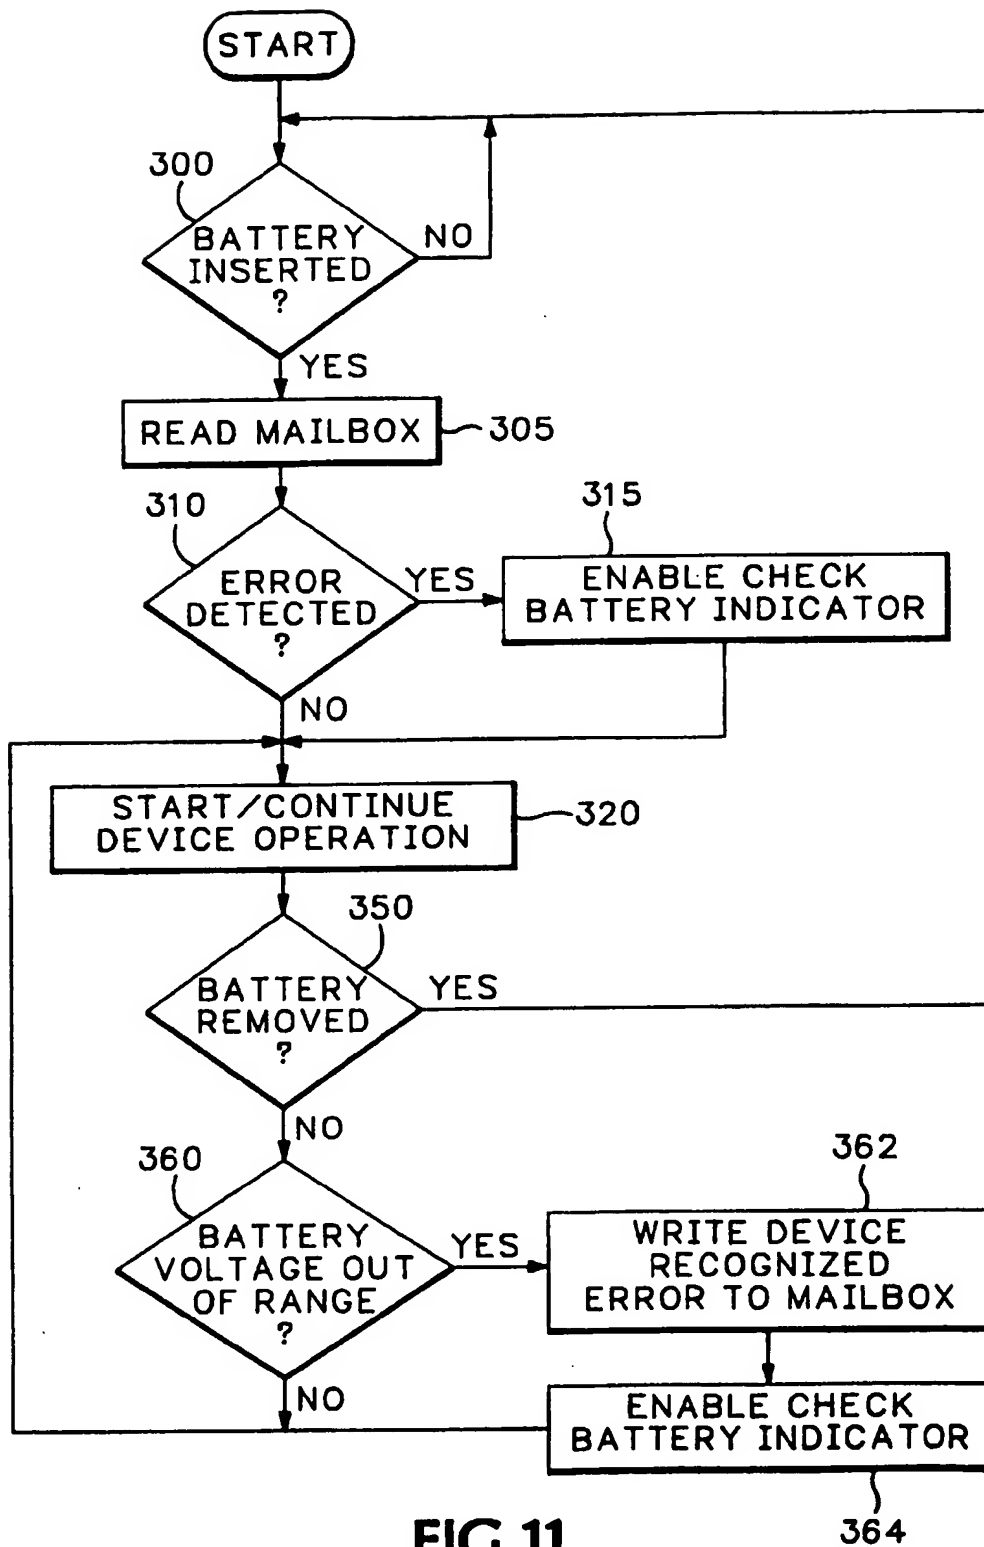 START
300
BATTERY
INSERTED
?
NO
YES
READ MAILBOX
305
310
ERROR
DETECTED
?
YES
315
ENABLE CHECK
BATTERY INDICATOR
NO
START/CONTINUE
DEVICE OPERATION
320
350
BATTERY
REMOVED
?
YES
NO
360
BATTERY
VOLTAGE OUT
OF RANGE
?
YES
362
WRITE DEVICE
RECOGNIZED
ERROR TO MAILBOX
NO
ENABLE CHECK
BATTERY INDICATOR
364
FIG.11